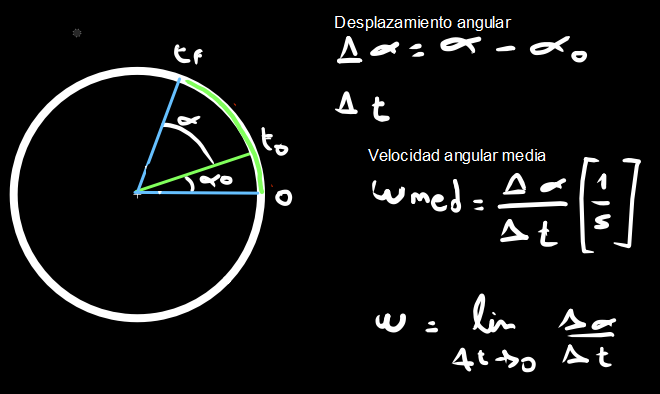 Desplazamiento angular
Δα = α - α₀
Δt
tf
α
t₀
α₀
0
Velocidad angular media
ωmed = Δα/Δt [1/s]
ω = lim Δt→0 Δα/Δt